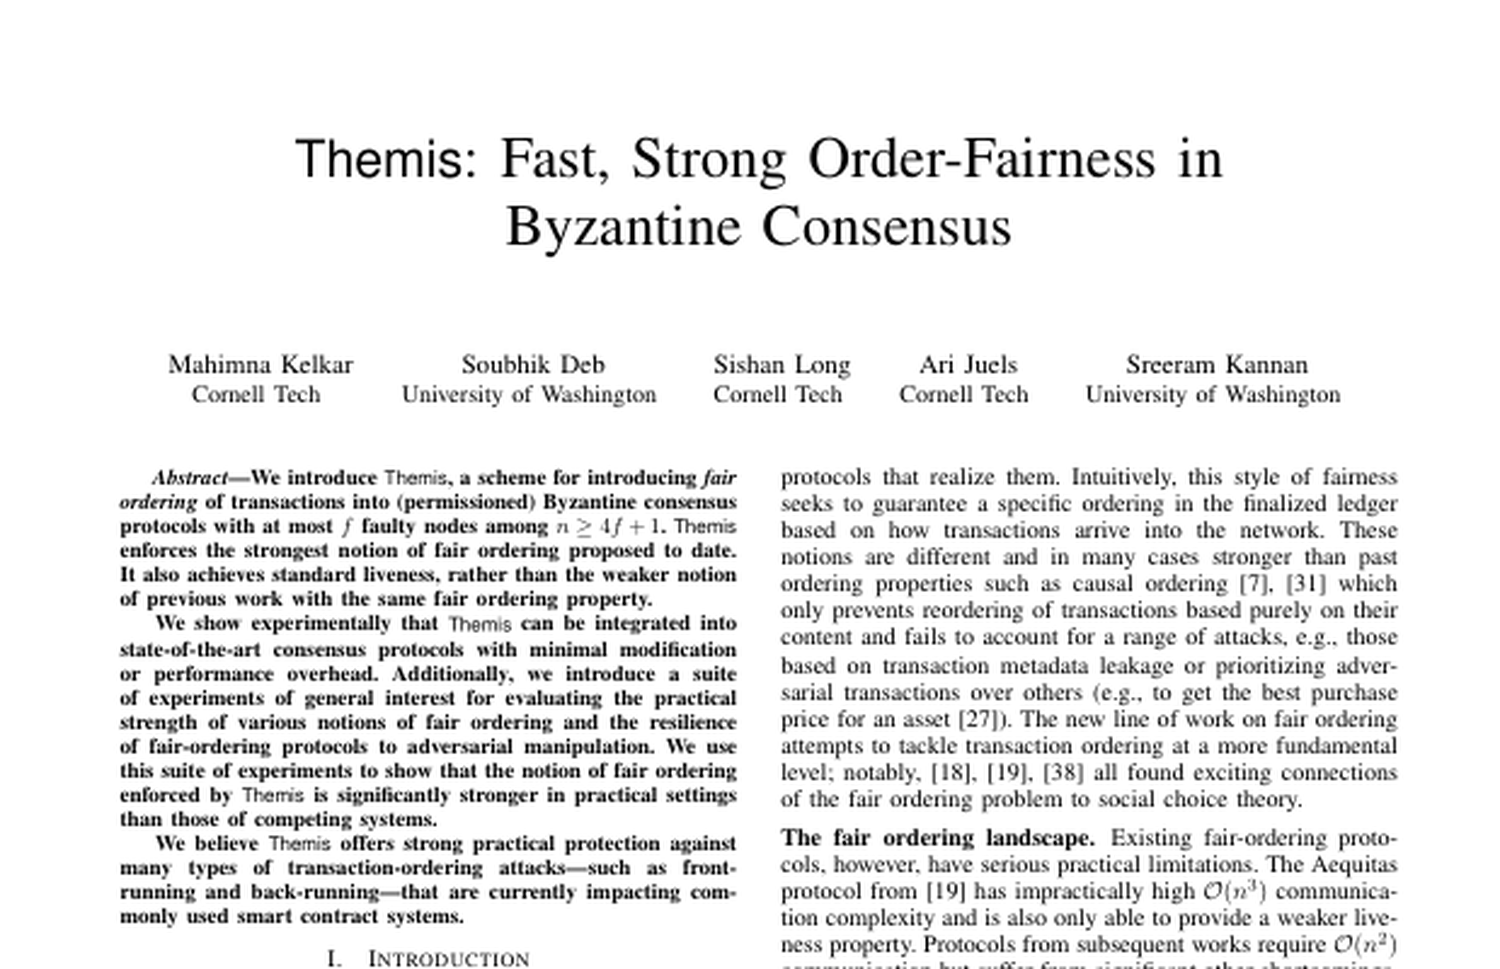 Themis: Fast, Strong Order-Fairness in
Byzantine Consensus
Mahimna Kelkar
Cornell Tech
Soubhik Deb
University of Washington
Sishan Long
Cornell Tech
Ari Juels
Cornell Tech
Sreeram Kannan
University of Washington
Abstract—We introduce Themis, a scheme for introducing fair
ordering of transactions into (permissioned) Byzantine consensus
protocols with at most f faulty nodes among n ≥ 4f + 1. Themis
enforces the strongest notion of fair ordering proposed to date.
It also achieves standard liveness, rather than the weaker notion
of previous work with the same fair ordering property.
We show experimentally that Themis can be integrated into
state-of-the-art consensus protocols with minimal modification
or performance overhead. Additionally, we introduce a suite
of experiments of general interest for evaluating the practical
strength of various notions of fair ordering and the resilience
of fair-ordering protocols to adversarial manipulation. We use
this suite of experiments to show that the notion of fair ordering
enforced by Themis is significantly stronger in practical settings
than those of competing systems.
We believe Themis offers strong practical protection against
many types of transaction-ordering attacks—such as front-
running and back-running—that are currently impacting com-
monly used smart contract systems.
I. INTRODUCTION
protocols that realize them. Intuitively, this style of fairness
seeks to guarantee a specific ordering in the finalized ledger
based on how transactions arrive into the network. These
notions are different and in many cases stronger than past
ordering properties such as causal ordering [7], [31] which
only prevents reordering of transactions based purely on their
content and fails to account for a range of attacks, e.g., those
based on transaction metadata leakage or prioritizing adver-
sarial transactions over others (e.g., to get the best purchase
price for an asset [27]). The new line of work on fair ordering
attempts to tackle transaction ordering at a more fundamental
level; notably, [18], [19], [38] all found exciting connections
of the fair ordering problem to social choice theory.
The fair ordering landscape. Existing fair-ordering proto-
cols, however, have serious practical limitations. The Aequitas
protocol from [19] has impractically high O(n³) communica-
tion complexity and is also only able to provide a weaker live-
ness property. Protocols from subsequent works require O(n²)